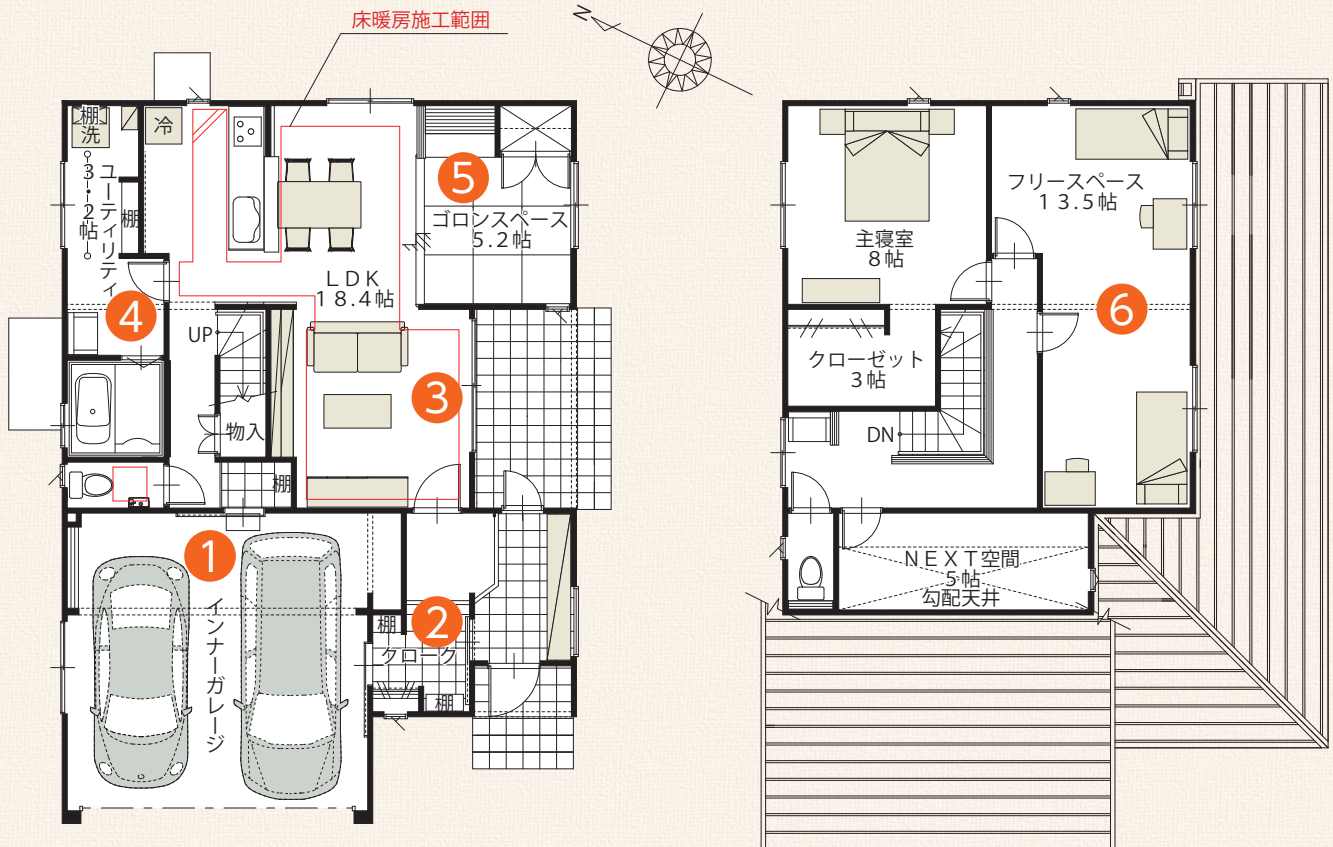 床暖房施工範囲
N
棚
洗
冷
ユーティリティ
3.2帖
棚
5
ゴロンスペース
5.2帖
LDK
18.4帖
4
UP
3
物入
棚
1
インナーガレージ
2
棚
クローク
棚
主寝室
8帖
フリースペース
13.5帖
6
クローゼット
3帖
DN
NEXT空間
5帖
勾配天井